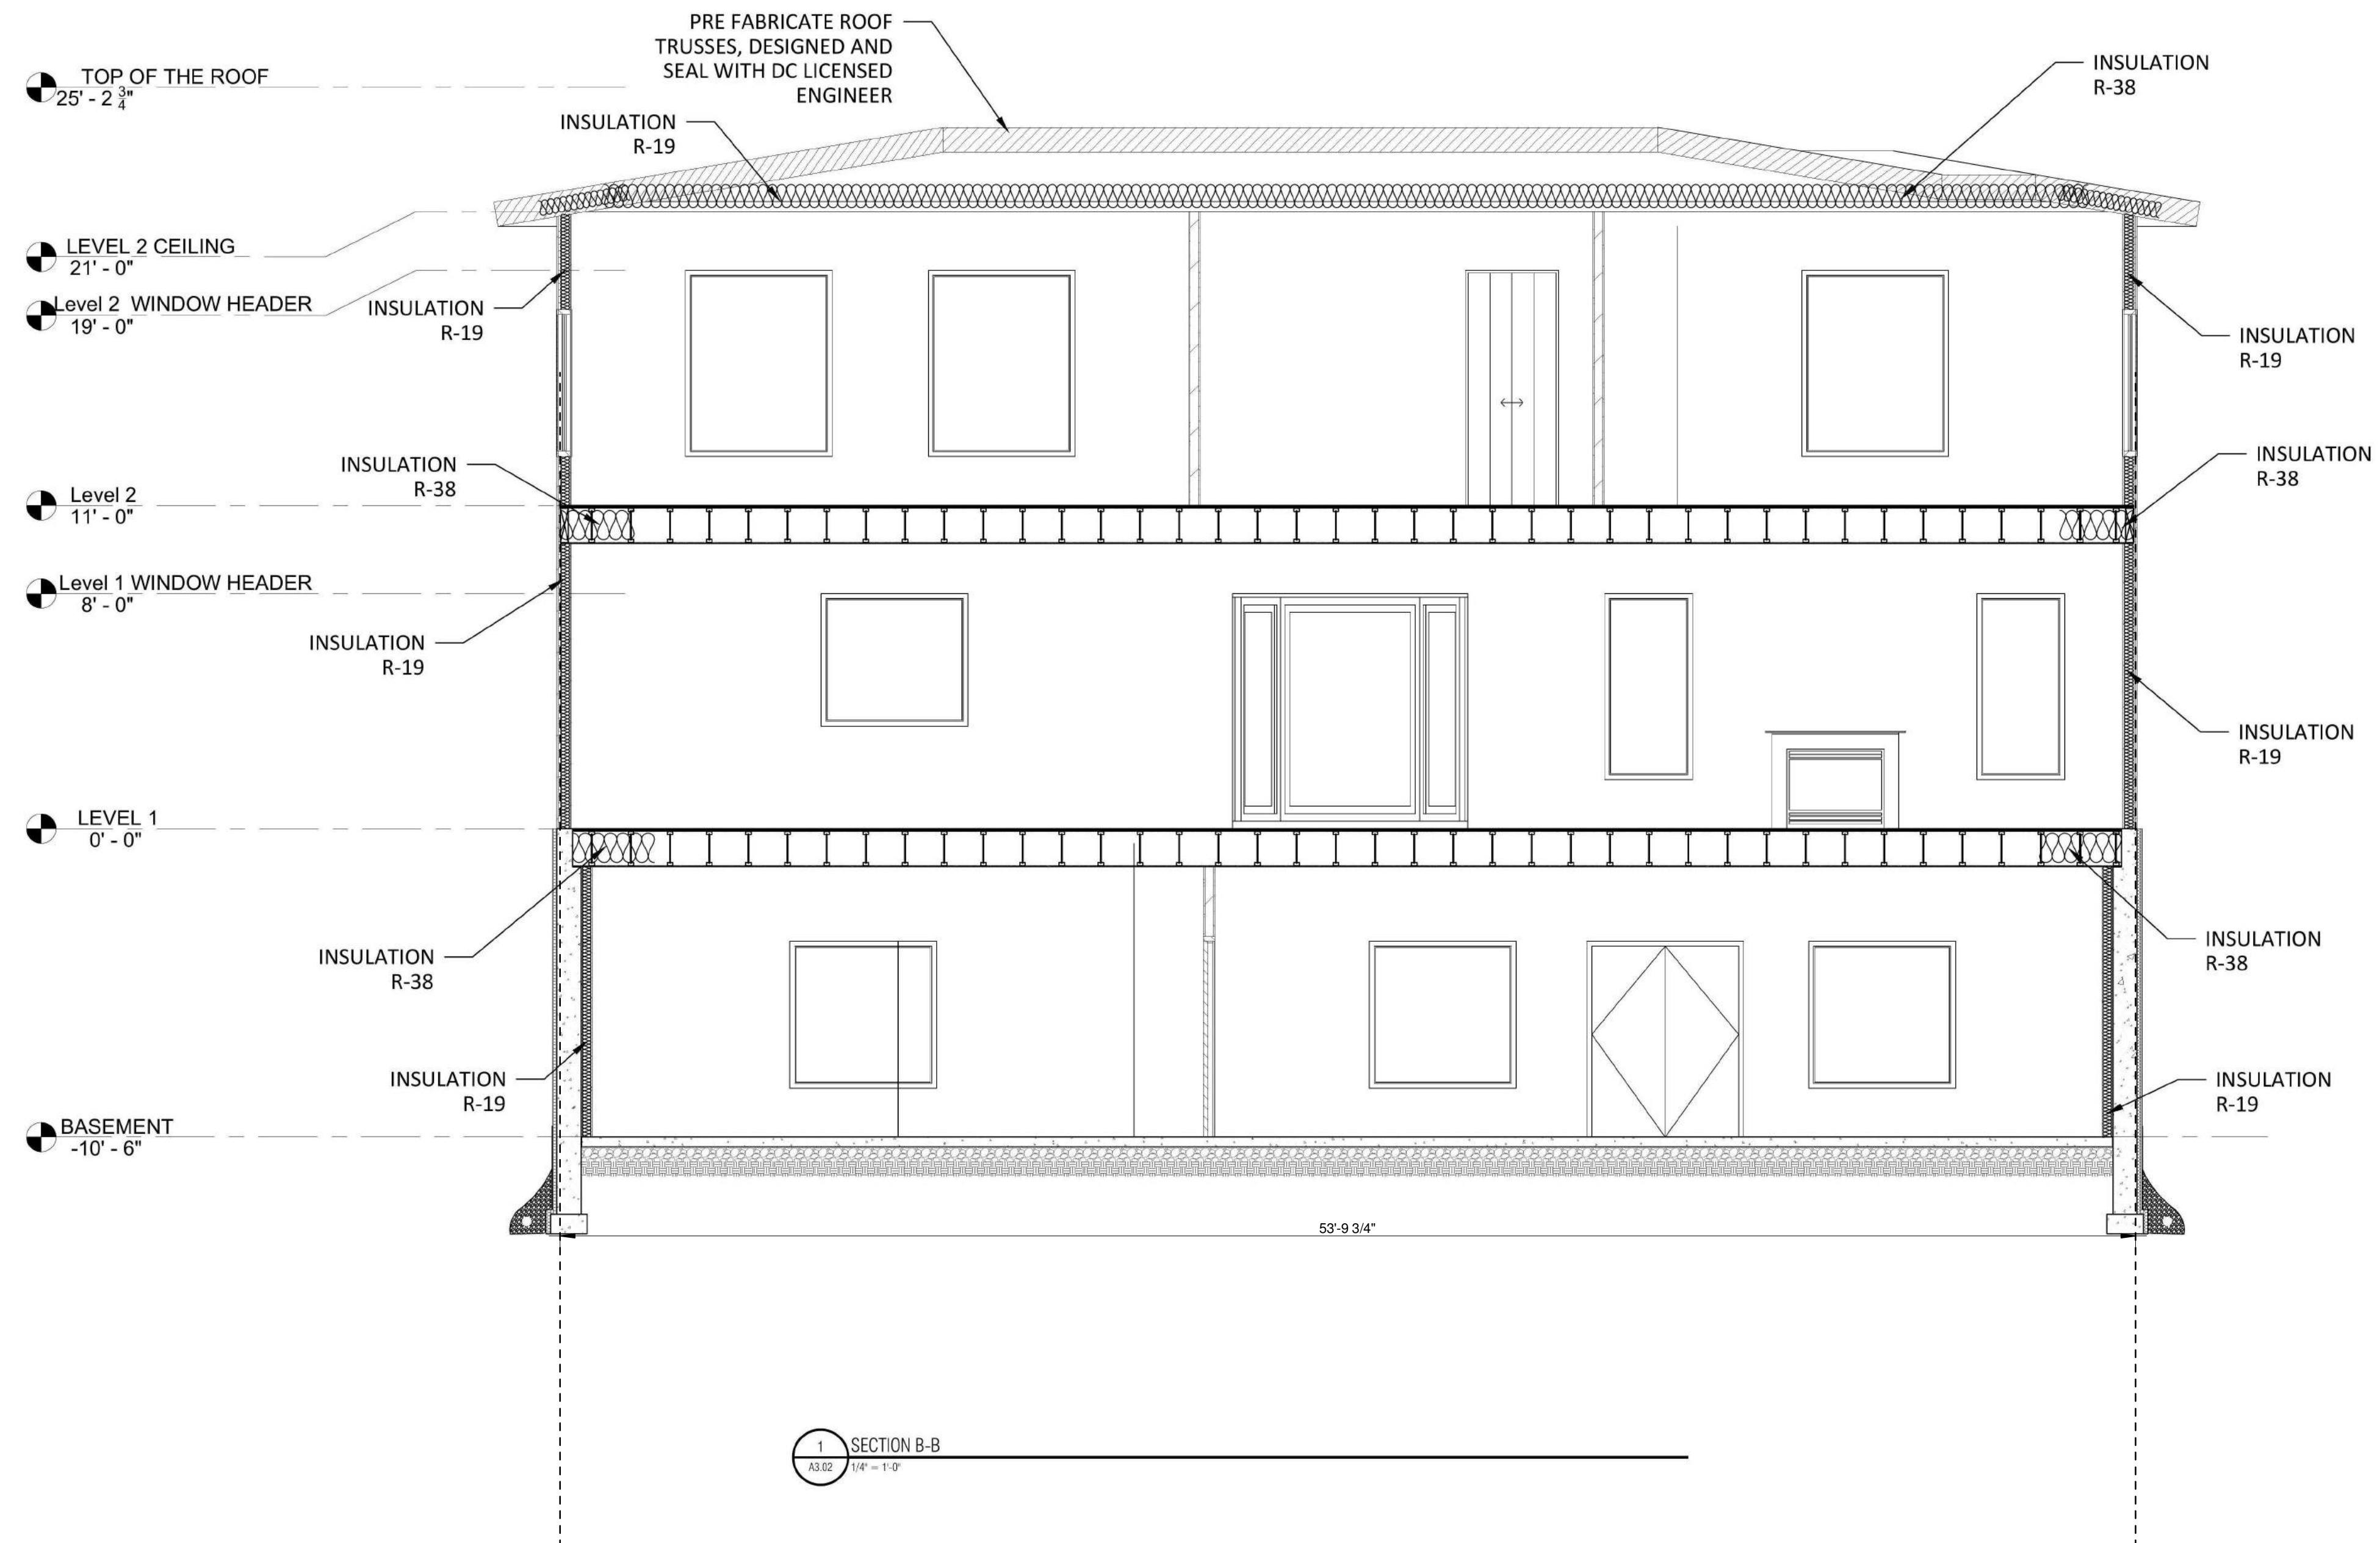 PRE FABRICATE ROOF
TRUSSES, DESIGNED AND
SEAL WITH DC LICENSED
ENGINEER
INSULATION
R-38
TOP OF THE ROOF
25' - 2 3/4"
INSULATION
R-19
LEVEL 2 CEILING
21' - 0"
Level 2 WINDOW HEADER
19' - 0"
INSULATION
R-19
INSULATION
R-19
INSULATION
R-38
INSULATION
R-38
Level 2
11' - 0"
Level 1 WINDOW HEADER
8' - 0"
INSULATION
R-19
INSULATION
R-19
LEVEL 1
0' - 0"
INSULATION
R-38
INSULATION
R-38
INSULATION
R-19
INSULATION
R-19
BASEMENT
-10' - 6"
53'-9 3/4"
1
A3.02
SECTION B-B
1/4" = 1'-0"